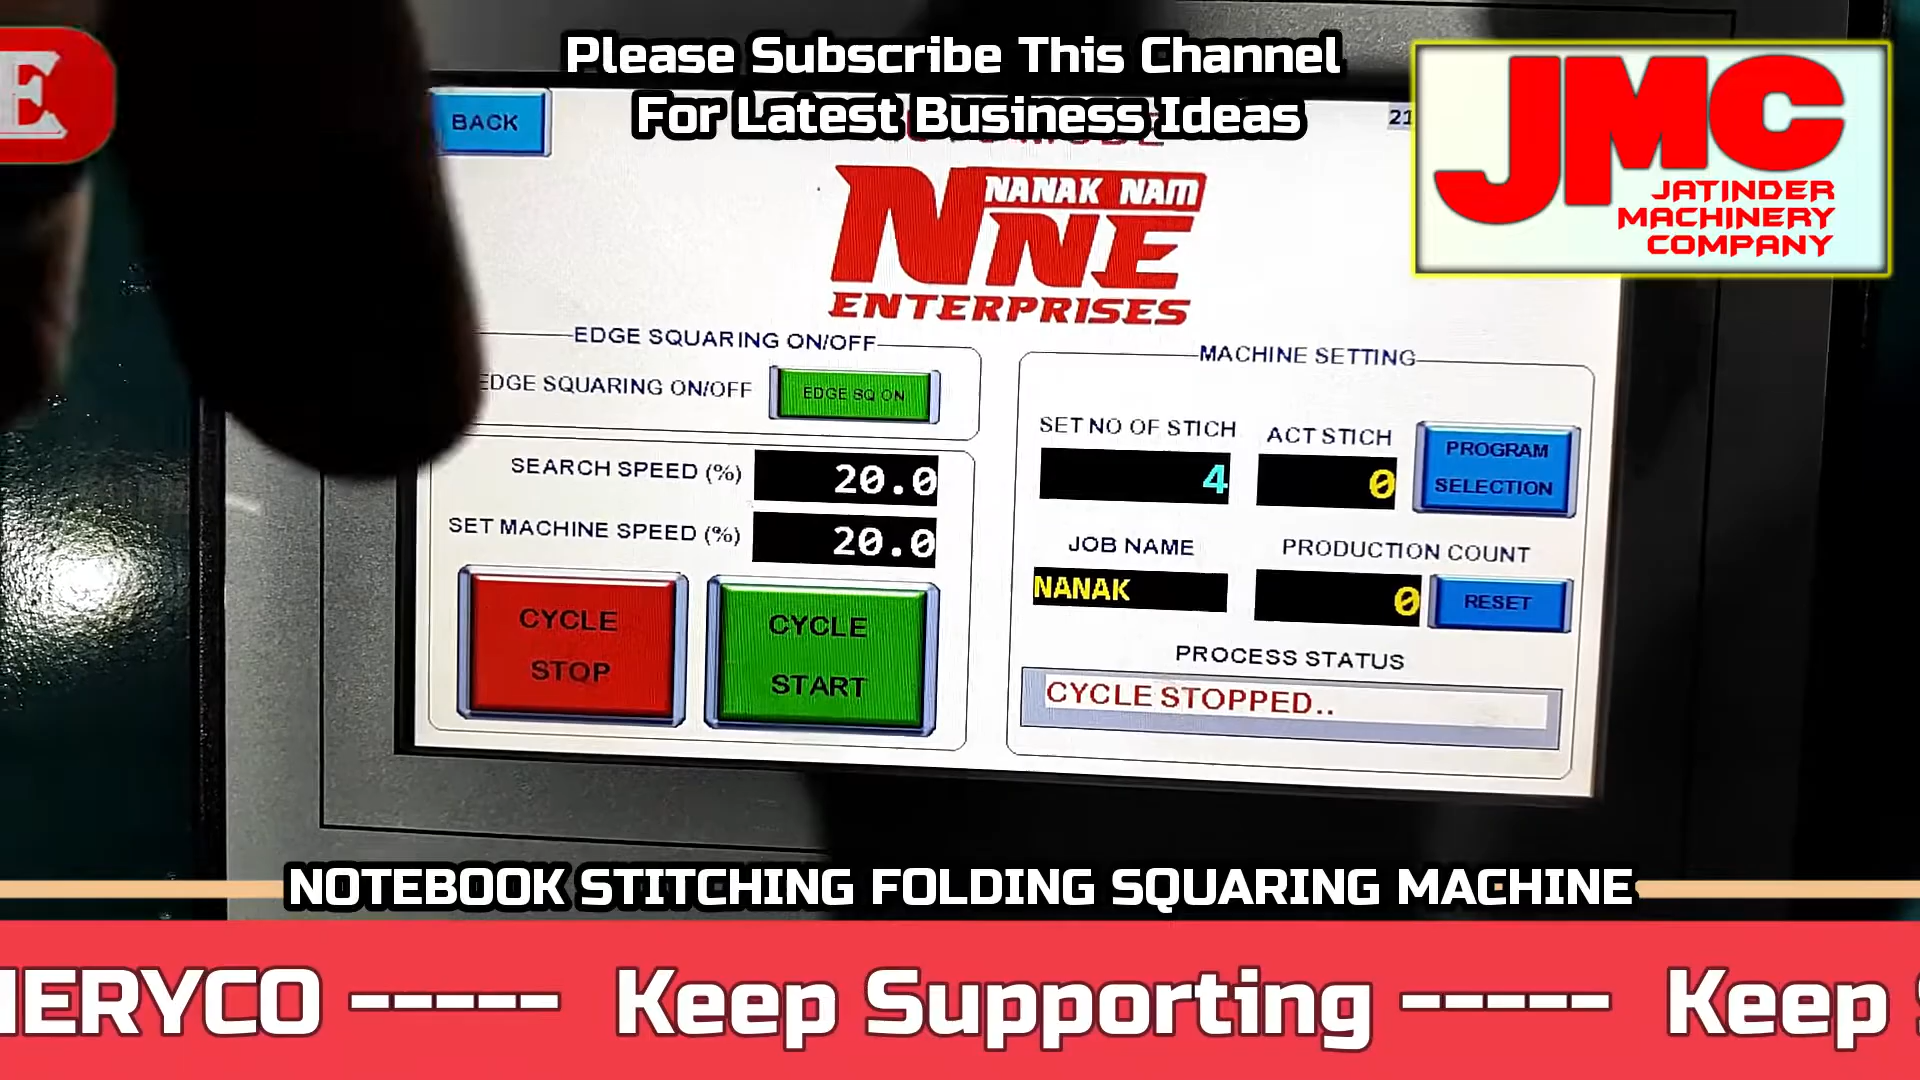 Please Subscribe This Channel
For Latest Business Ideas
E
BACK
21
JMC
JATINDER
MACHINERY
COMPANY
NANAK NAM
NNE
ENTERPRISES
EDGE SQUARING ON/OFF
EDGE SQUARING ON/OFF
EDGE SQ ON
SEARCH SPEED (%)
20.0
SET MACHINE SPEED (%)
20.0
CYCLE
STOP
CYCLE
START
MACHINE SETTING
SET NO OF STICH
ACT STICH
4
0
PROGRAM
SELECTION
JOB NAME
PRODUCTION COUNT
NANAK
0
RESET
PROCESS STATUS
CYCLE STOPPED..
NOTEBOOK STITCHING FOLDING SQUARING MACHINE
NERYCO ----- Keep Supporting ----- Keep